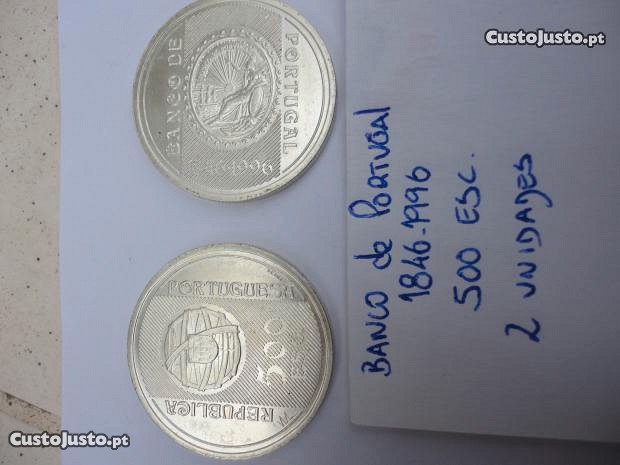 CustoJusto.pt
BANCO DE
PORTUGAL
1846•1996
REPUBLICA
PORTUGUESA
500
ESC
BANCO de PORTUGAL
1846-1996
500 ESC.
2 UNIDADES
CustoJusto.pt